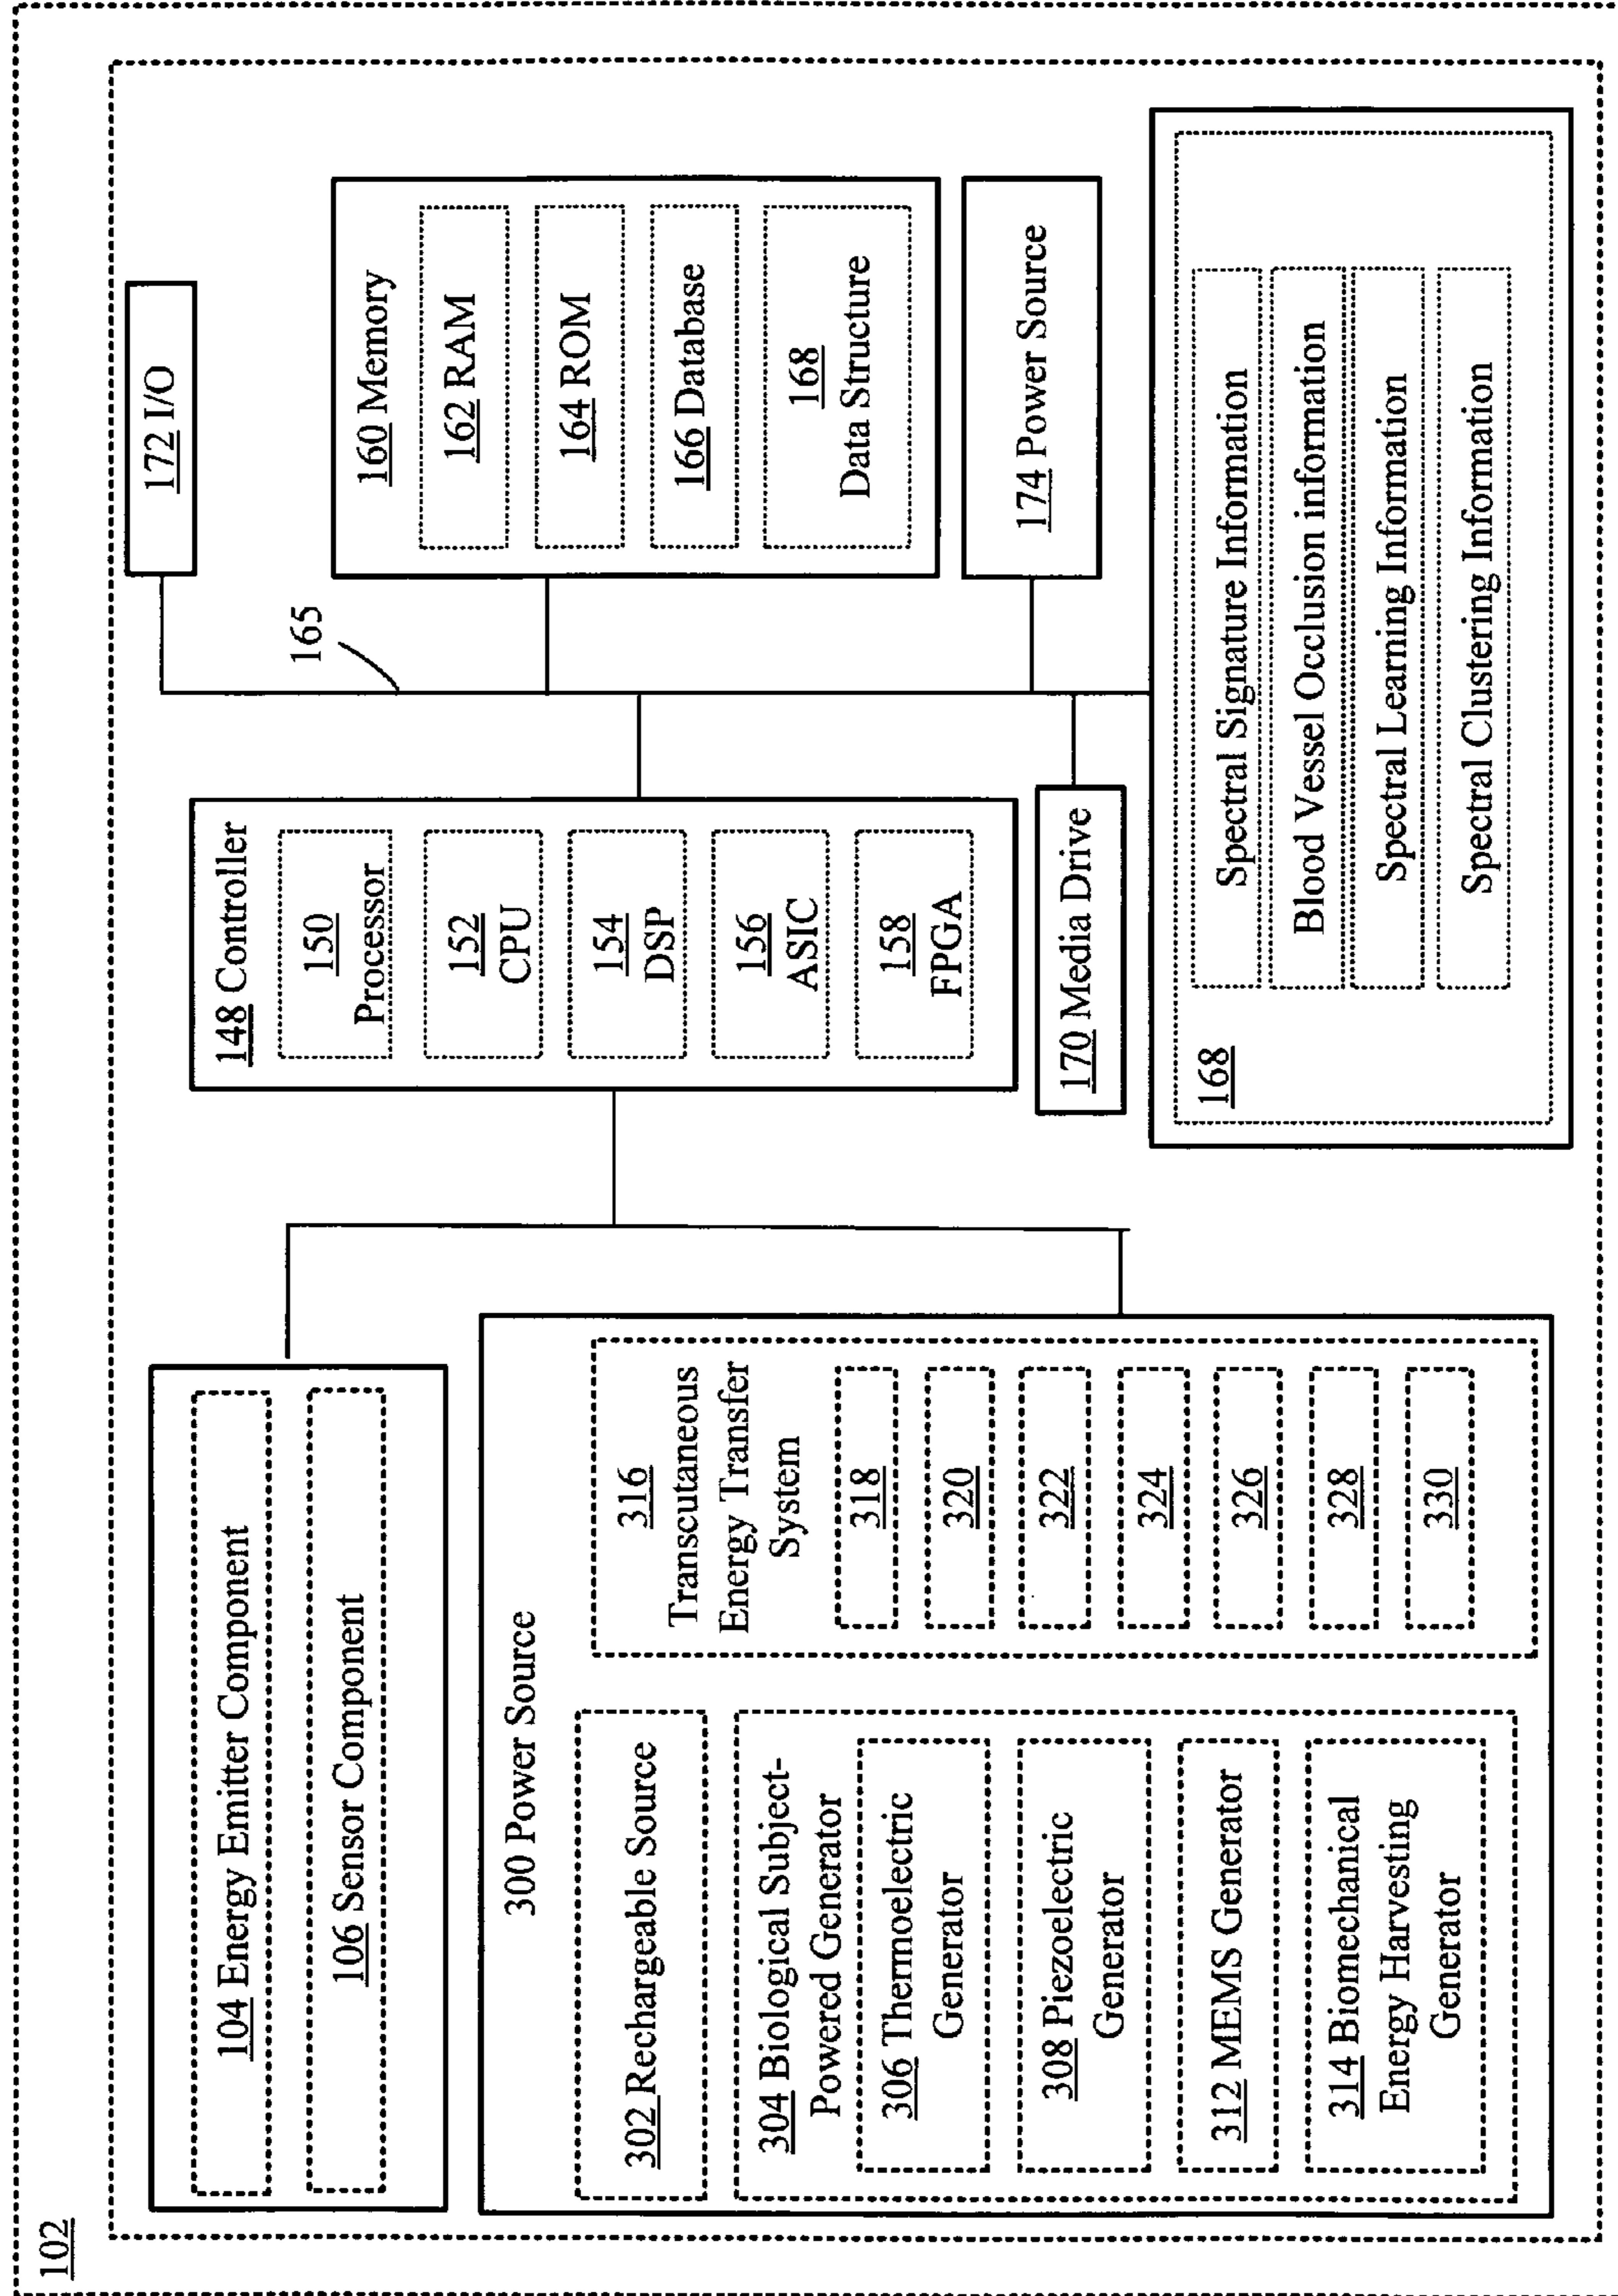 102
104 Energy Emitter Component
106 Sensor Component
300 Power Source
302 Rechargeable Source
304 Biological Subject-
Powered Generator
306 Thermoelectric
Generator
308 Piezoelectric
Generator
312 MEMS Generator
314 Biomechanical
Energy Harvesting
Generator
316
Transcutaneous
Energy Transfer
System
318
320
322
324
326
328
330
148 Controller
150
Processor
152
CPU
154
DSP
156
ASIC
158
FPGA
170 Media Drive
165
172 I/O
160 Memory
162 RAM
164 ROM
166 Database
168
Data Structure
174 Power Source
168
Spectral Signature Information
Blood Vessel Occlusion information
Spectral Learning Information
Spectral Clustering Information